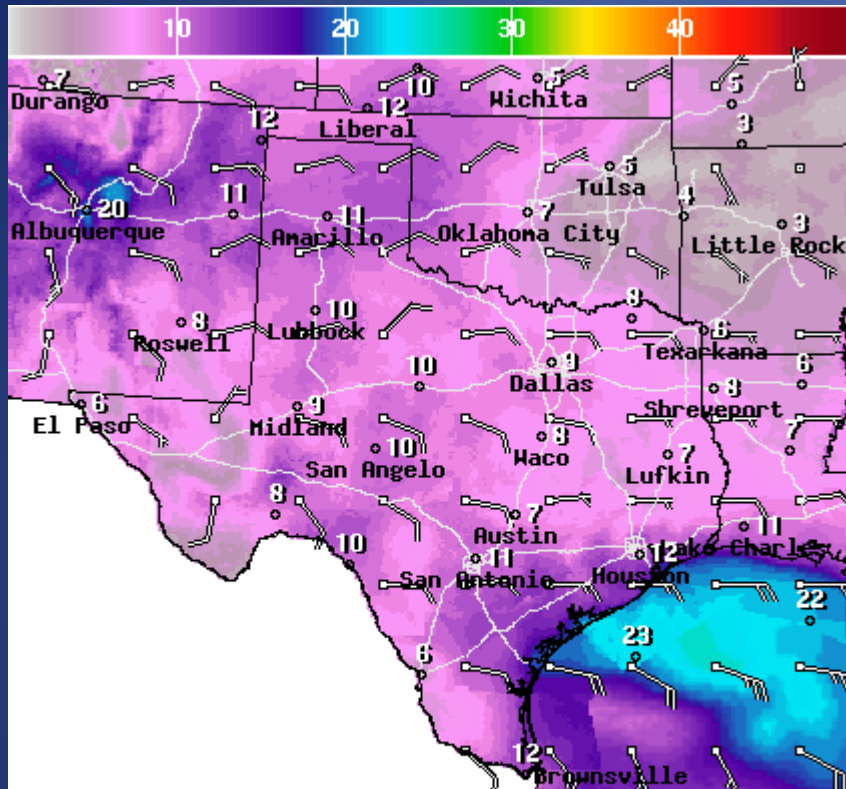 10 20 30 40
7 10 5 5
Durango Wichita
12 12
Liberal
3
5
Tulsa
20 11 11 7 4 3
Albuquerque Amarillo Oklahoma City Little Rock
8 10 8 6
Roswell Lubbock Texarkana
9
10 Dallas 8 6
6 9 Shreveport
El Paso Midland
10 8 7 7
San Angelo Waco Lufkin
8 7 11
Austin
10 11 12 Lake Charles
San Antonio Houston
22
23
6
12
Brownsville